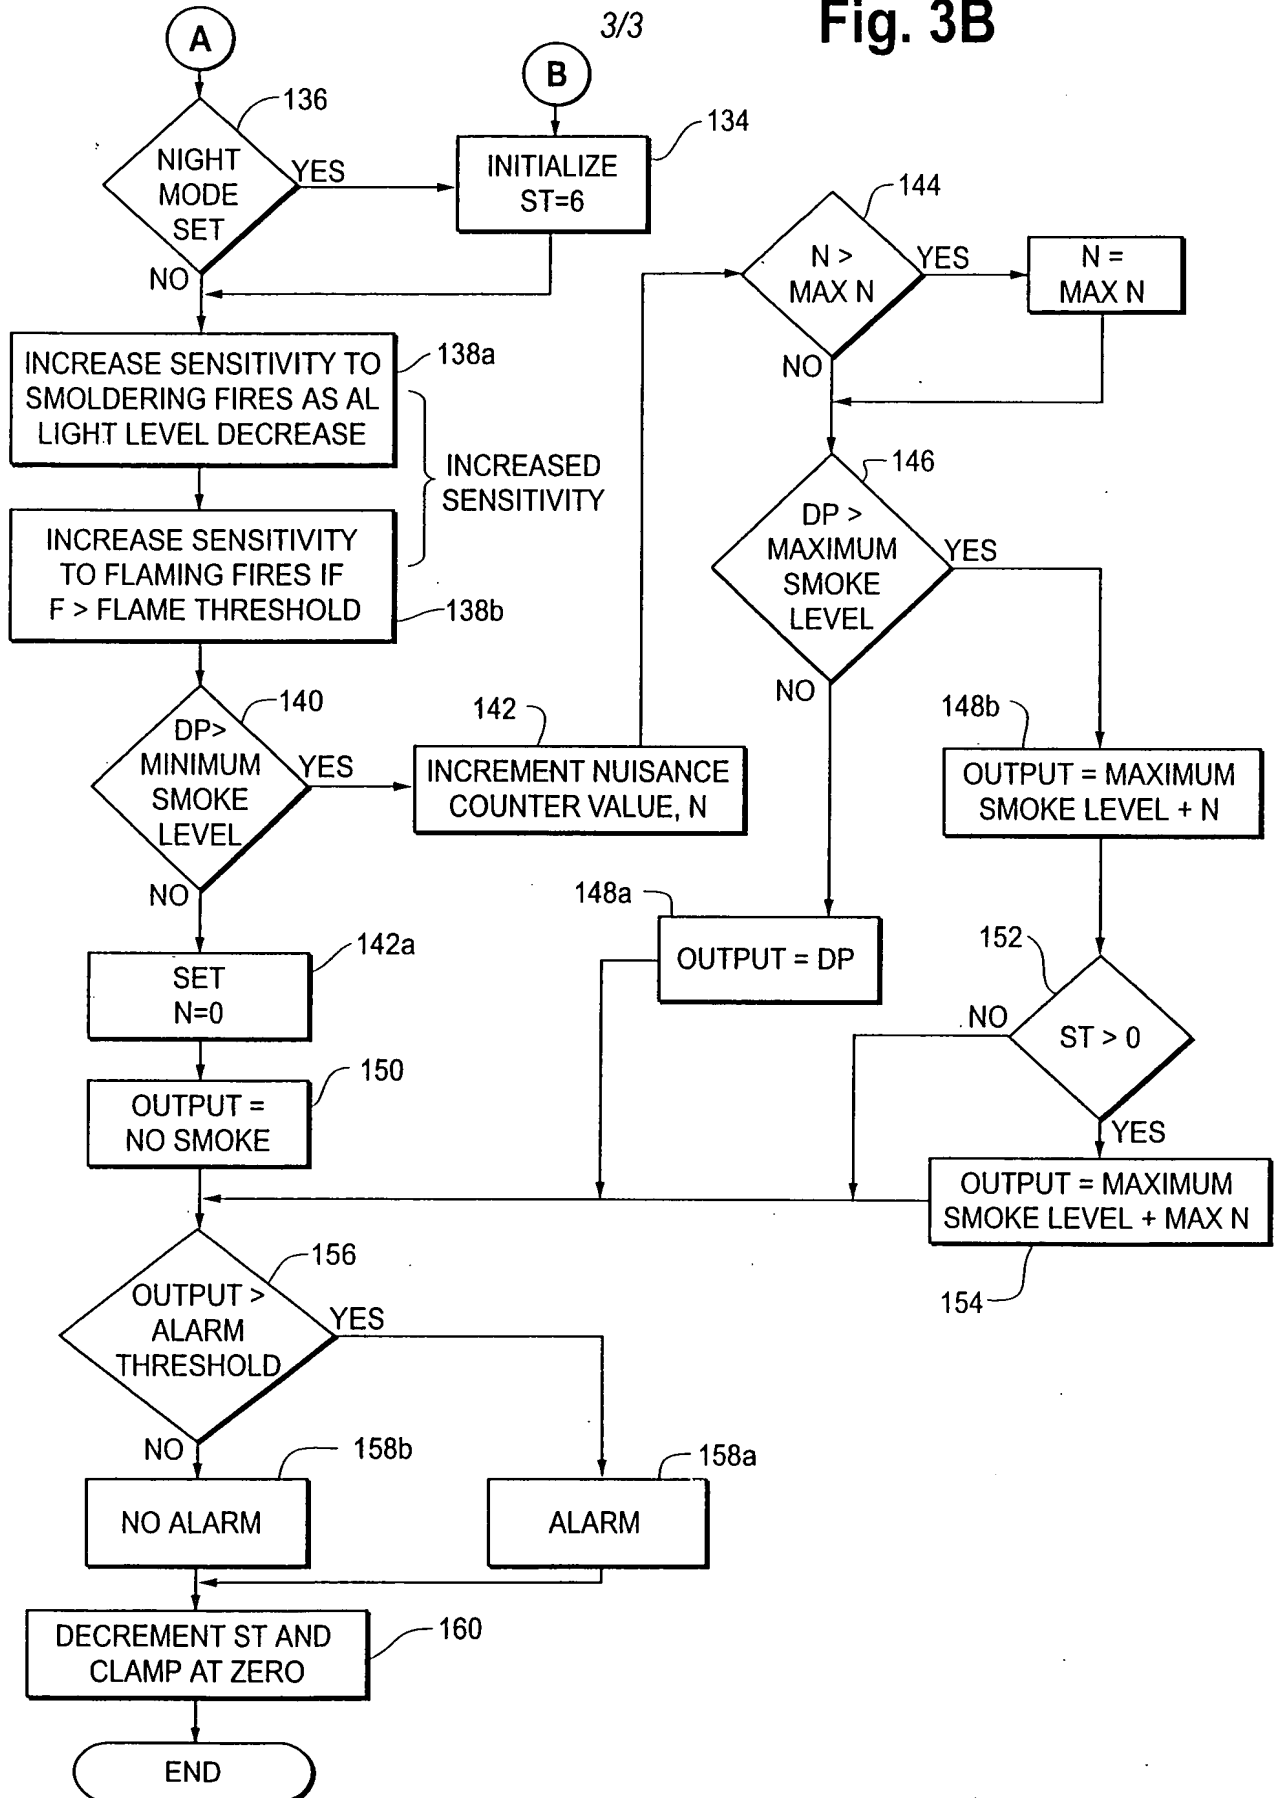 3/3
Fig. 3B
A
B
136
NIGHT
MODE
SET
YES
NO
134
INITIALIZE
ST=6
INCREASE SENSITIVITY TO
SMOLDERING FIRES AS AL
LIGHT LEVEL DECREASE
138a
INCREASED
SENSITIVITY
INCREASE SENSITIVITY
TO FLAMING FIRES IF
F > FLAME THRESHOLD
138b
140
DP>
MINIMUM
SMOKE
LEVEL
YES
NO
142
INCREMENT NUISANCE
COUNTER VALUE, N
144
N >
MAX N
YES
NO
N =
MAX N
146
DP >
MAXIMUM
SMOKE
LEVEL
YES
NO
148b
OUTPUT = MAXIMUM
SMOKE LEVEL + N
148a
OUTPUT = DP
142a
SET
N=0
150
OUTPUT =
NO SMOKE
152
ST > 0
NO
YES
OUTPUT = MAXIMUM
SMOKE LEVEL + MAX N
154
156
OUTPUT >
ALARM
THRESHOLD
YES
NO
158b
NO ALARM
158a
ALARM
DECREMENT ST AND
CLAMP AT ZERO
160
END